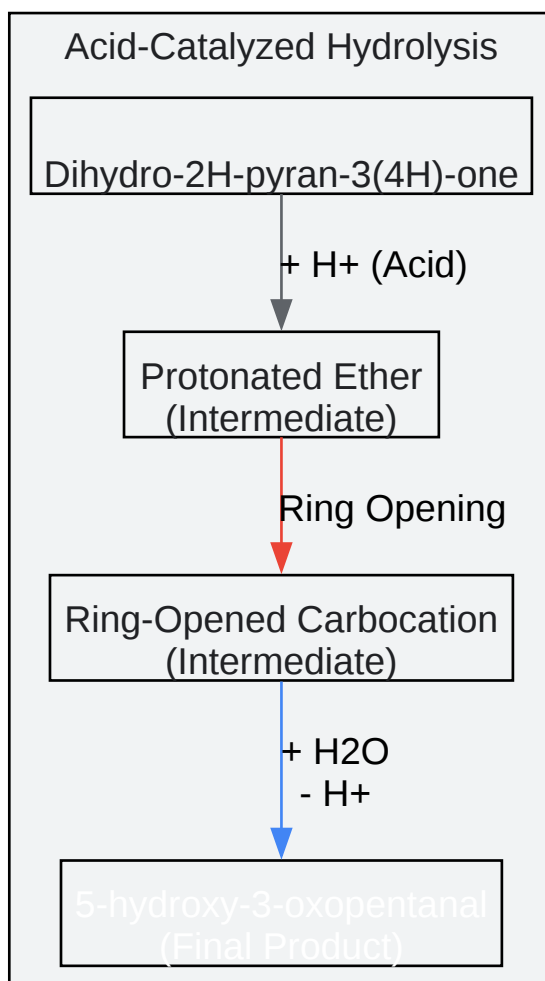 Acid-Catalyzed Hydrolysis
Dihydro-2H-pyran-3(4H)-one
+ H+ (Acid)
Protonated Ether
(Intermediate)
Ring Opening
Ring-Opened Carbocation
(Intermediate)
+ H2O
- H+
5-hydroxy-3-oxopentanal
(Final Product)